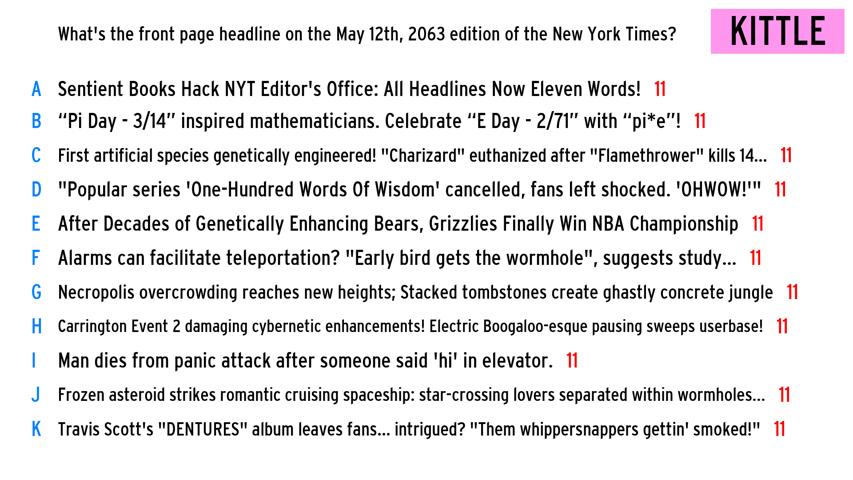 What's the front page headline on the May 12th, 2063 edition of the New York Times?
KITTLE
A Sentient Books Hack NYT Editor's Office: All Headlines Now Eleven Words! 11
B “Pi Day - 3/14” inspired mathematicians. Celebrate “E Day - 2/71” with “pi*e”! 11
C First artificial species genetically engineered! "Charizard" euthanized after "Flamethrower" kills 14... 11
D "Popular series 'One-Hundred Words Of Wisdom' cancelled, fans left shocked. 'OHWOW!'" 11
E After Decades of Genetically Enhancing Bears, Grizzlies Finally Win NBA Championship 11
F Alarms can facilitate teleportation? "Early bird gets the wormhole", suggests study... 11
G Necropolis overcrowding reaches new heights; Stacked tombstones create ghastly concrete jungle 11
H Carrington Event 2 damaging cybernetic enhancements! Electric Boogaloo-esque pausing sweeps userbase! 11
I Man dies from panic attack after someone said 'hi' in elevator. 11
J Frozen asteroid strikes romantic cruising spaceship: star-crossing lovers separated within wormholes... 11
K Travis Scott's "DENTURES" album leaves fans... intrigued? "Them whippersnappers gettin' smoked!" 11